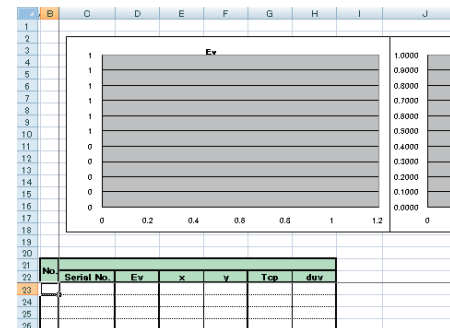 B C D E F G H I J
1
2
3 Ev
4 1 1.0000
5 1 0.9000
6 1 0.8000
7 1 0.7000
8 1 0.6000
9 1 0.5000
10 0 0.4000
11 0 0.3000
12 0 0.2000
13 0 0.1000
14 0 0.0000
15
16
17 0 0.2 0.4 0.6 0.8 1 1.2 0
18
19
20
21 No.
22 Serial No. Ev x y Tcp duv
23
24
25
26